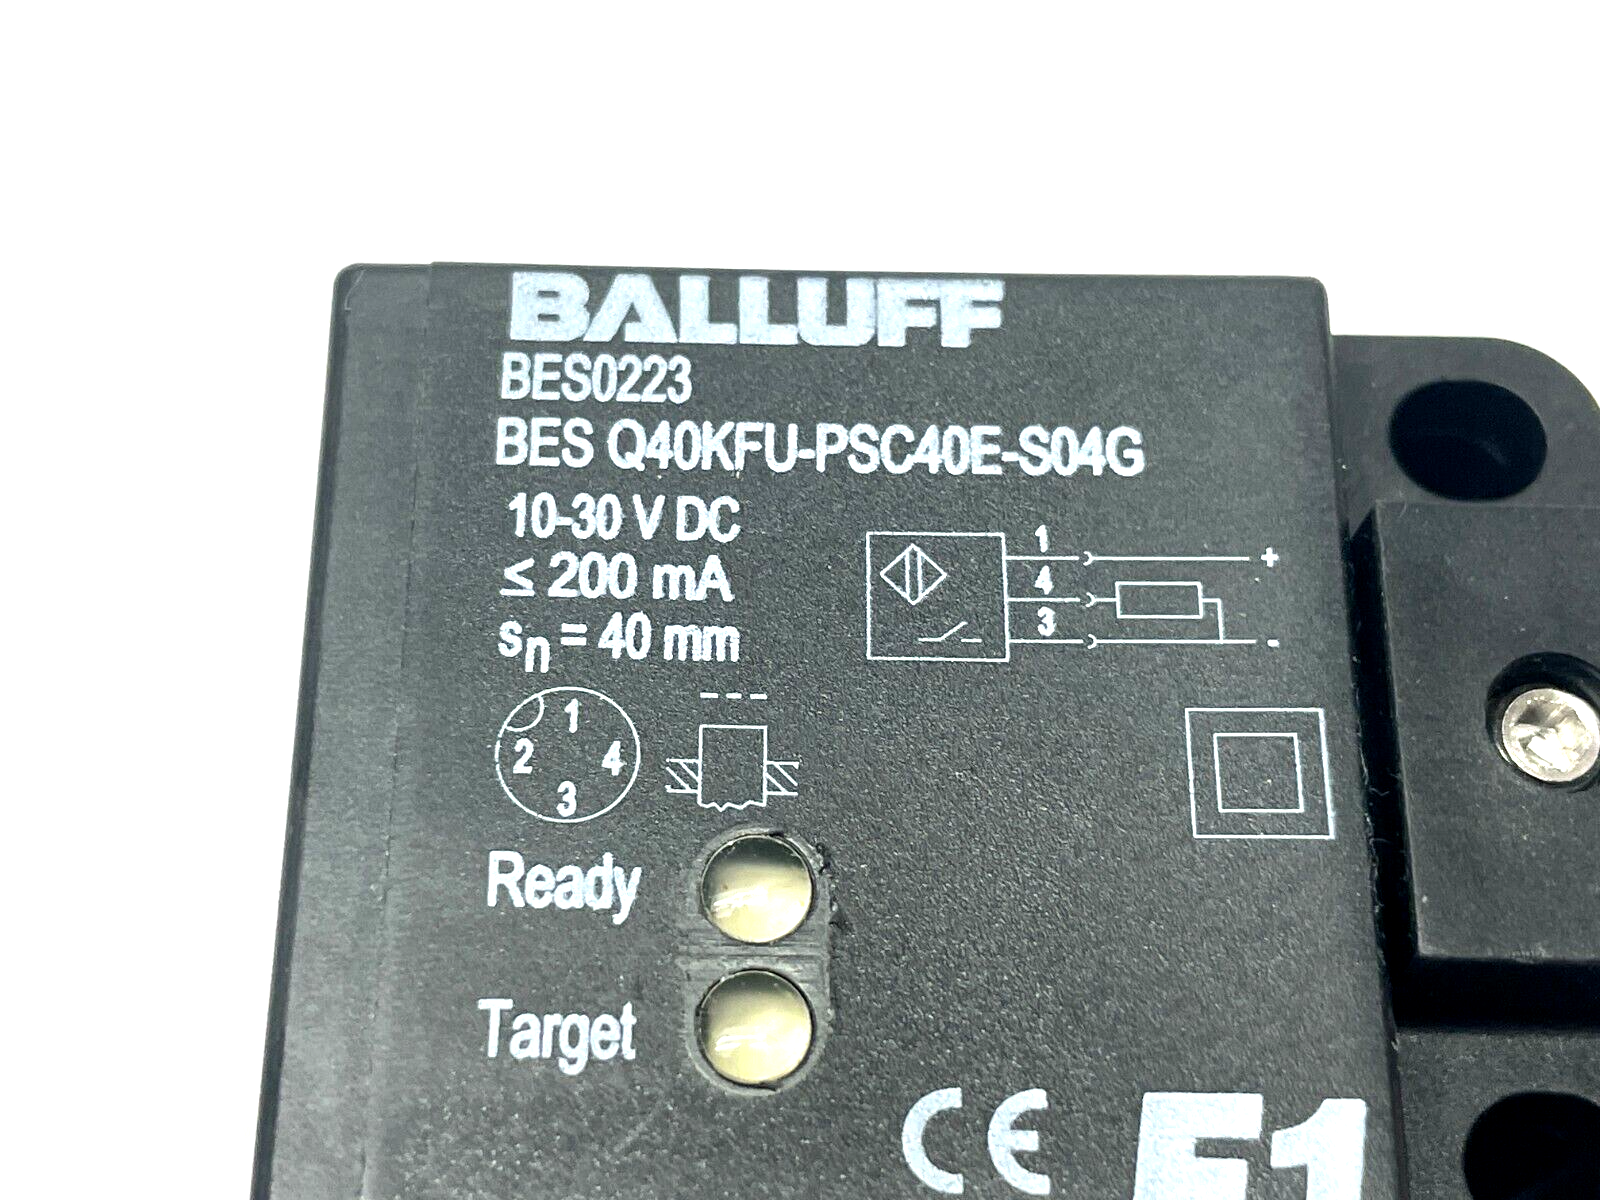 BALLUFF
BES0223
BES Q40KFU-PSC40E-S04G
10-30 V DC
≤ 200 mA
sn = 40 mm
1 +
4
3 -
1
2 4
3
Ready
Target
CE F1